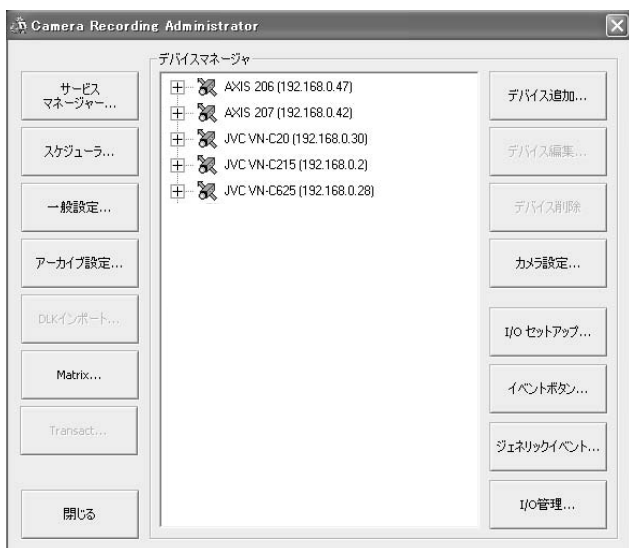 Camera Recording Administrator
デバイスマネージャ
サービス
マネージャー...
スケジューラ...
一般設定...
アーカイブ設定...
DLKインポート...
Matrix...
Transact...
閉じる
AXIS 206 (192.168.0.47)
AXIS 207 (192.168.0.42)
JVC VN-C20 (192.168.0.30)
JVC VN-C215 (192.168.0.2)
JVC VN-C625 (192.168.0.28)
デバイス追加...
デバイス編集...
デバイス削除
カメラ設定...
I/O セットアップ...
イベントボタン...
ジェネリックイベント...
I/O管理...